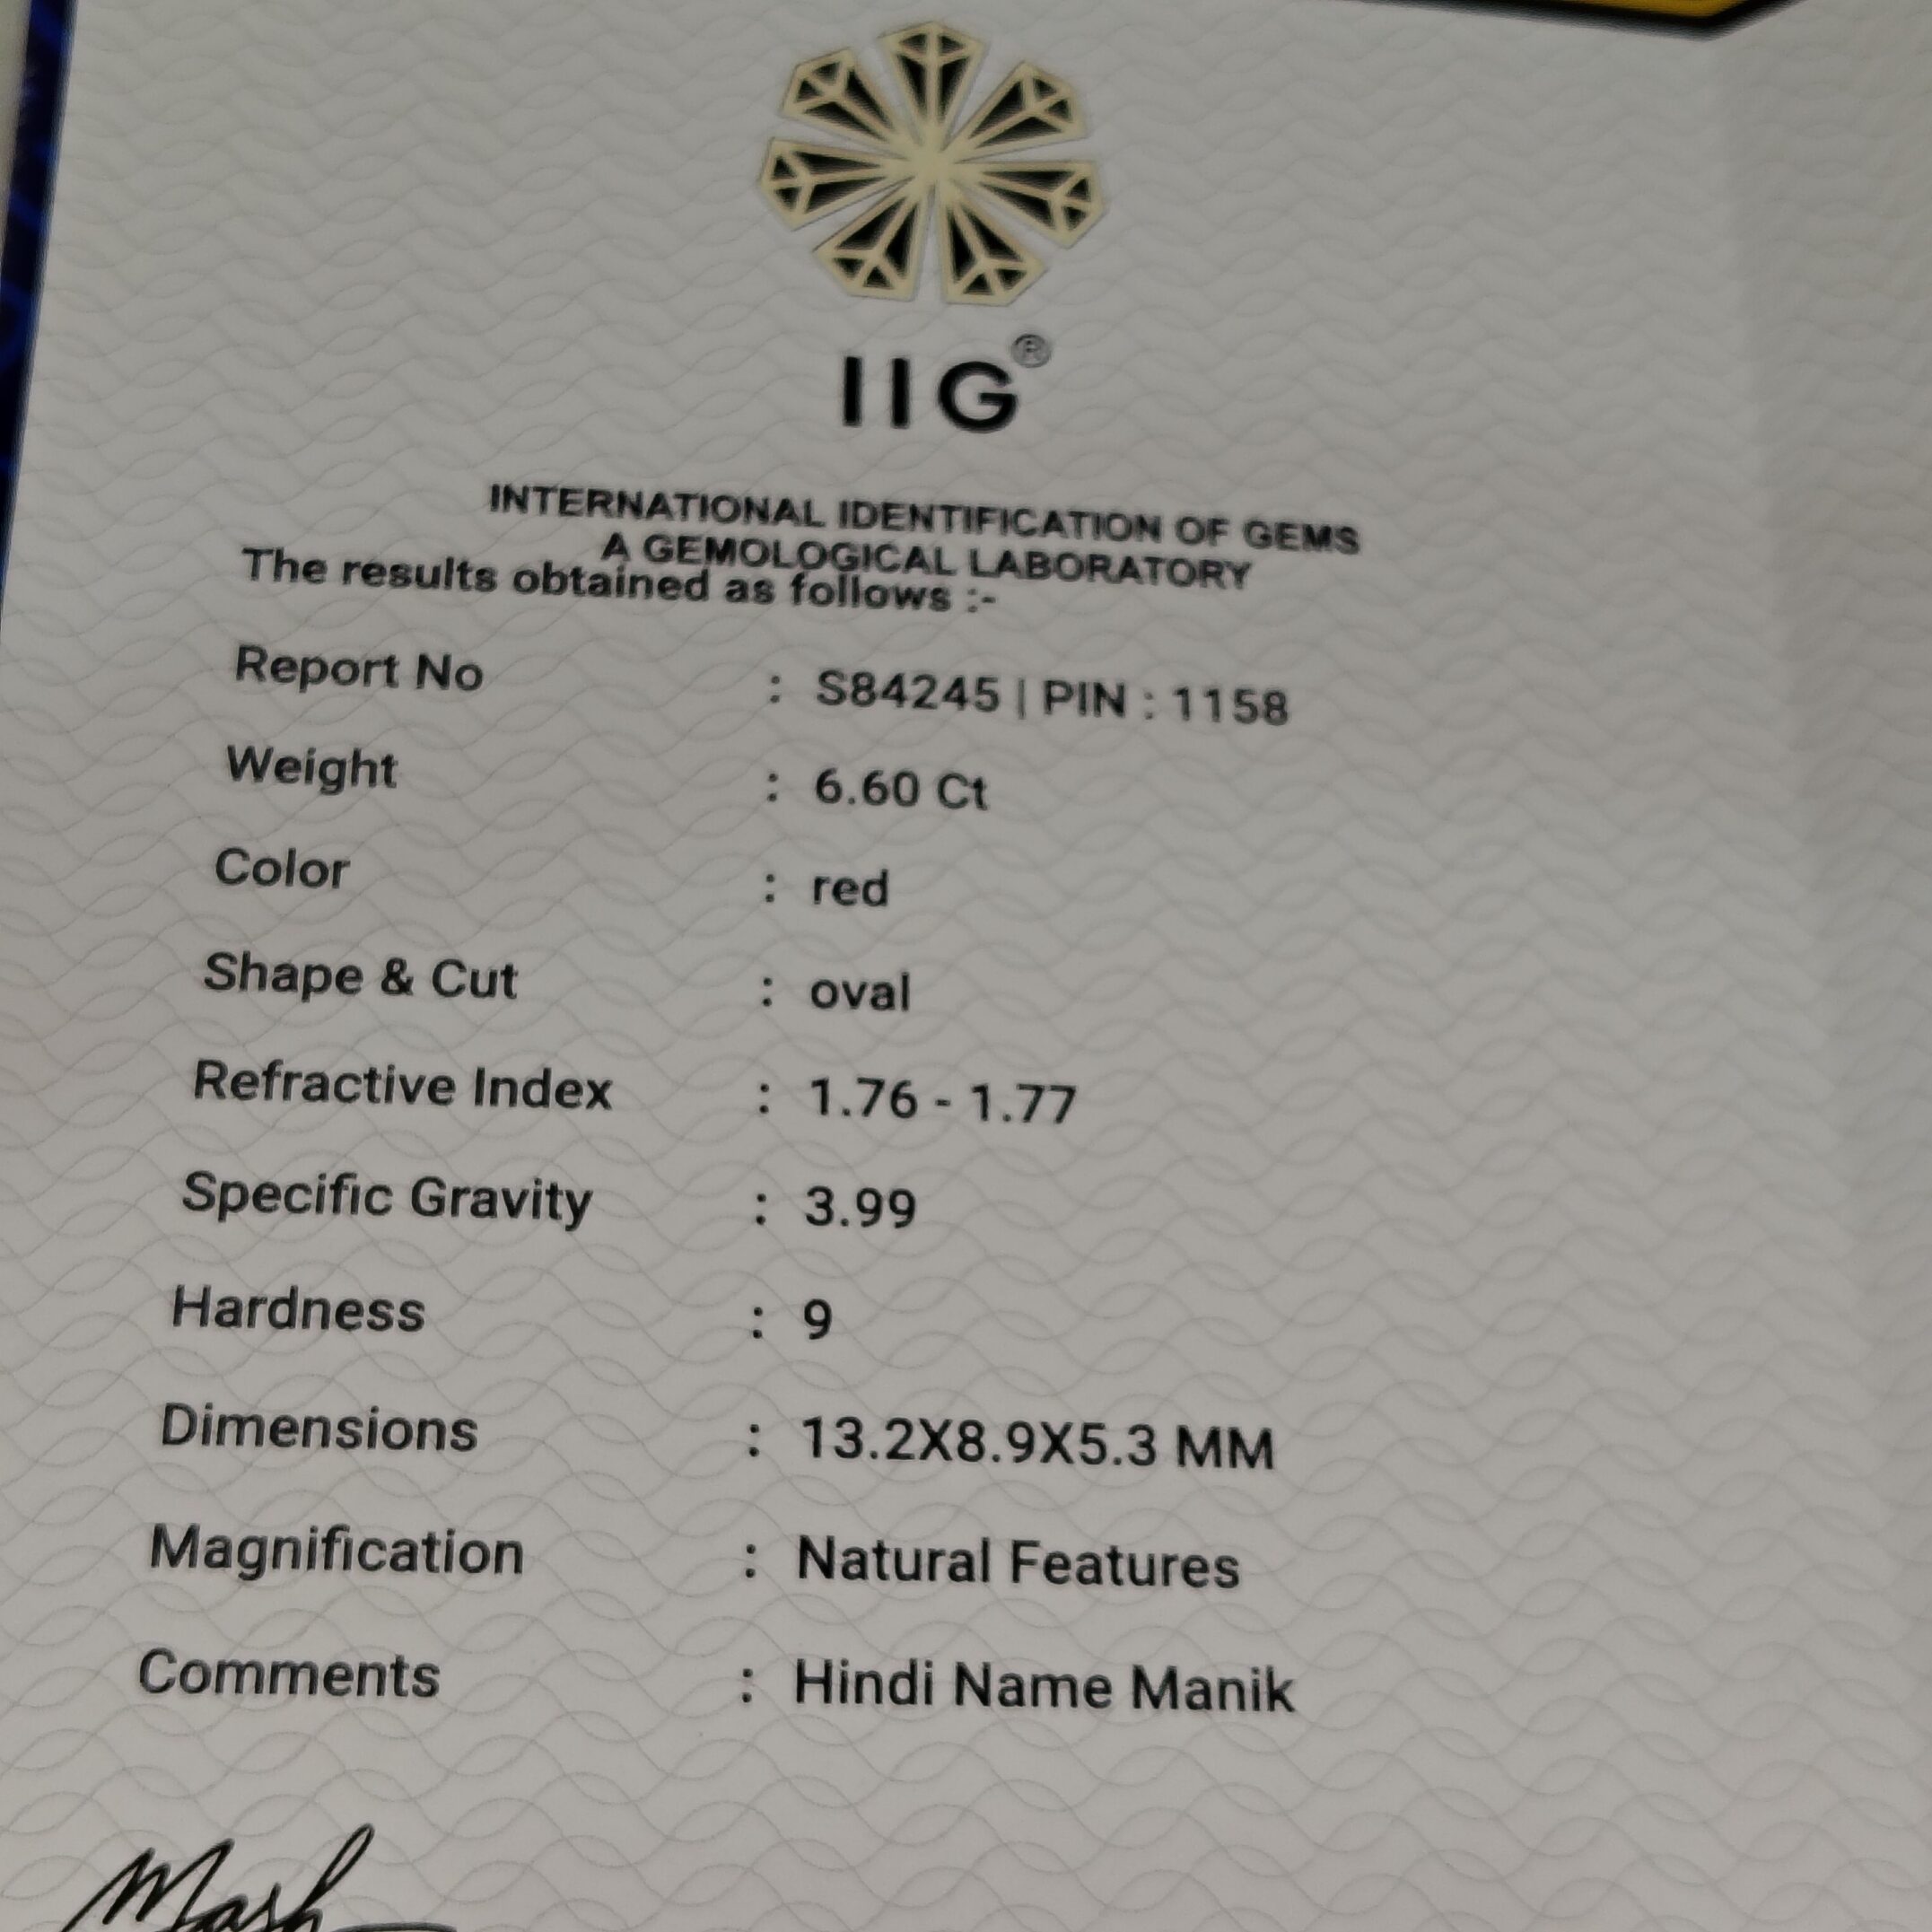 IIG®
INTERNATIONAL IDENTIFICATION OF GEMS
A GEMOLOGICAL LABORATORY
The results obtained as follows :-
Report No : S84245 | PIN : 1158
Weight : 6.60 Ct
Color : red
Shape & Cut : oval
Refractive Index : 1.76 - 1.77
Specific Gravity : 3.99
Hardness : 9
Dimensions : 13.2X8.9X5.3 MM
Magnification : Natural Features
Comments : Hindi Name Manik